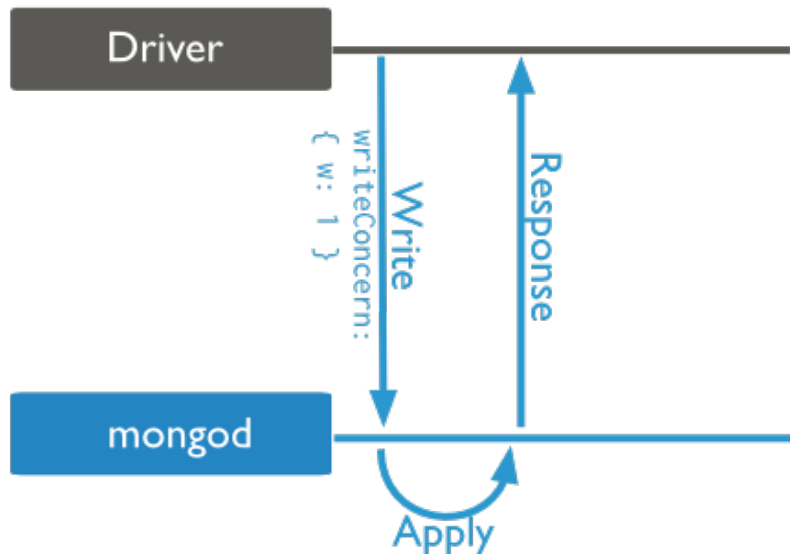 Driver
writeConcern:
{ w: 1 }
Write
Response
mongod
Apply